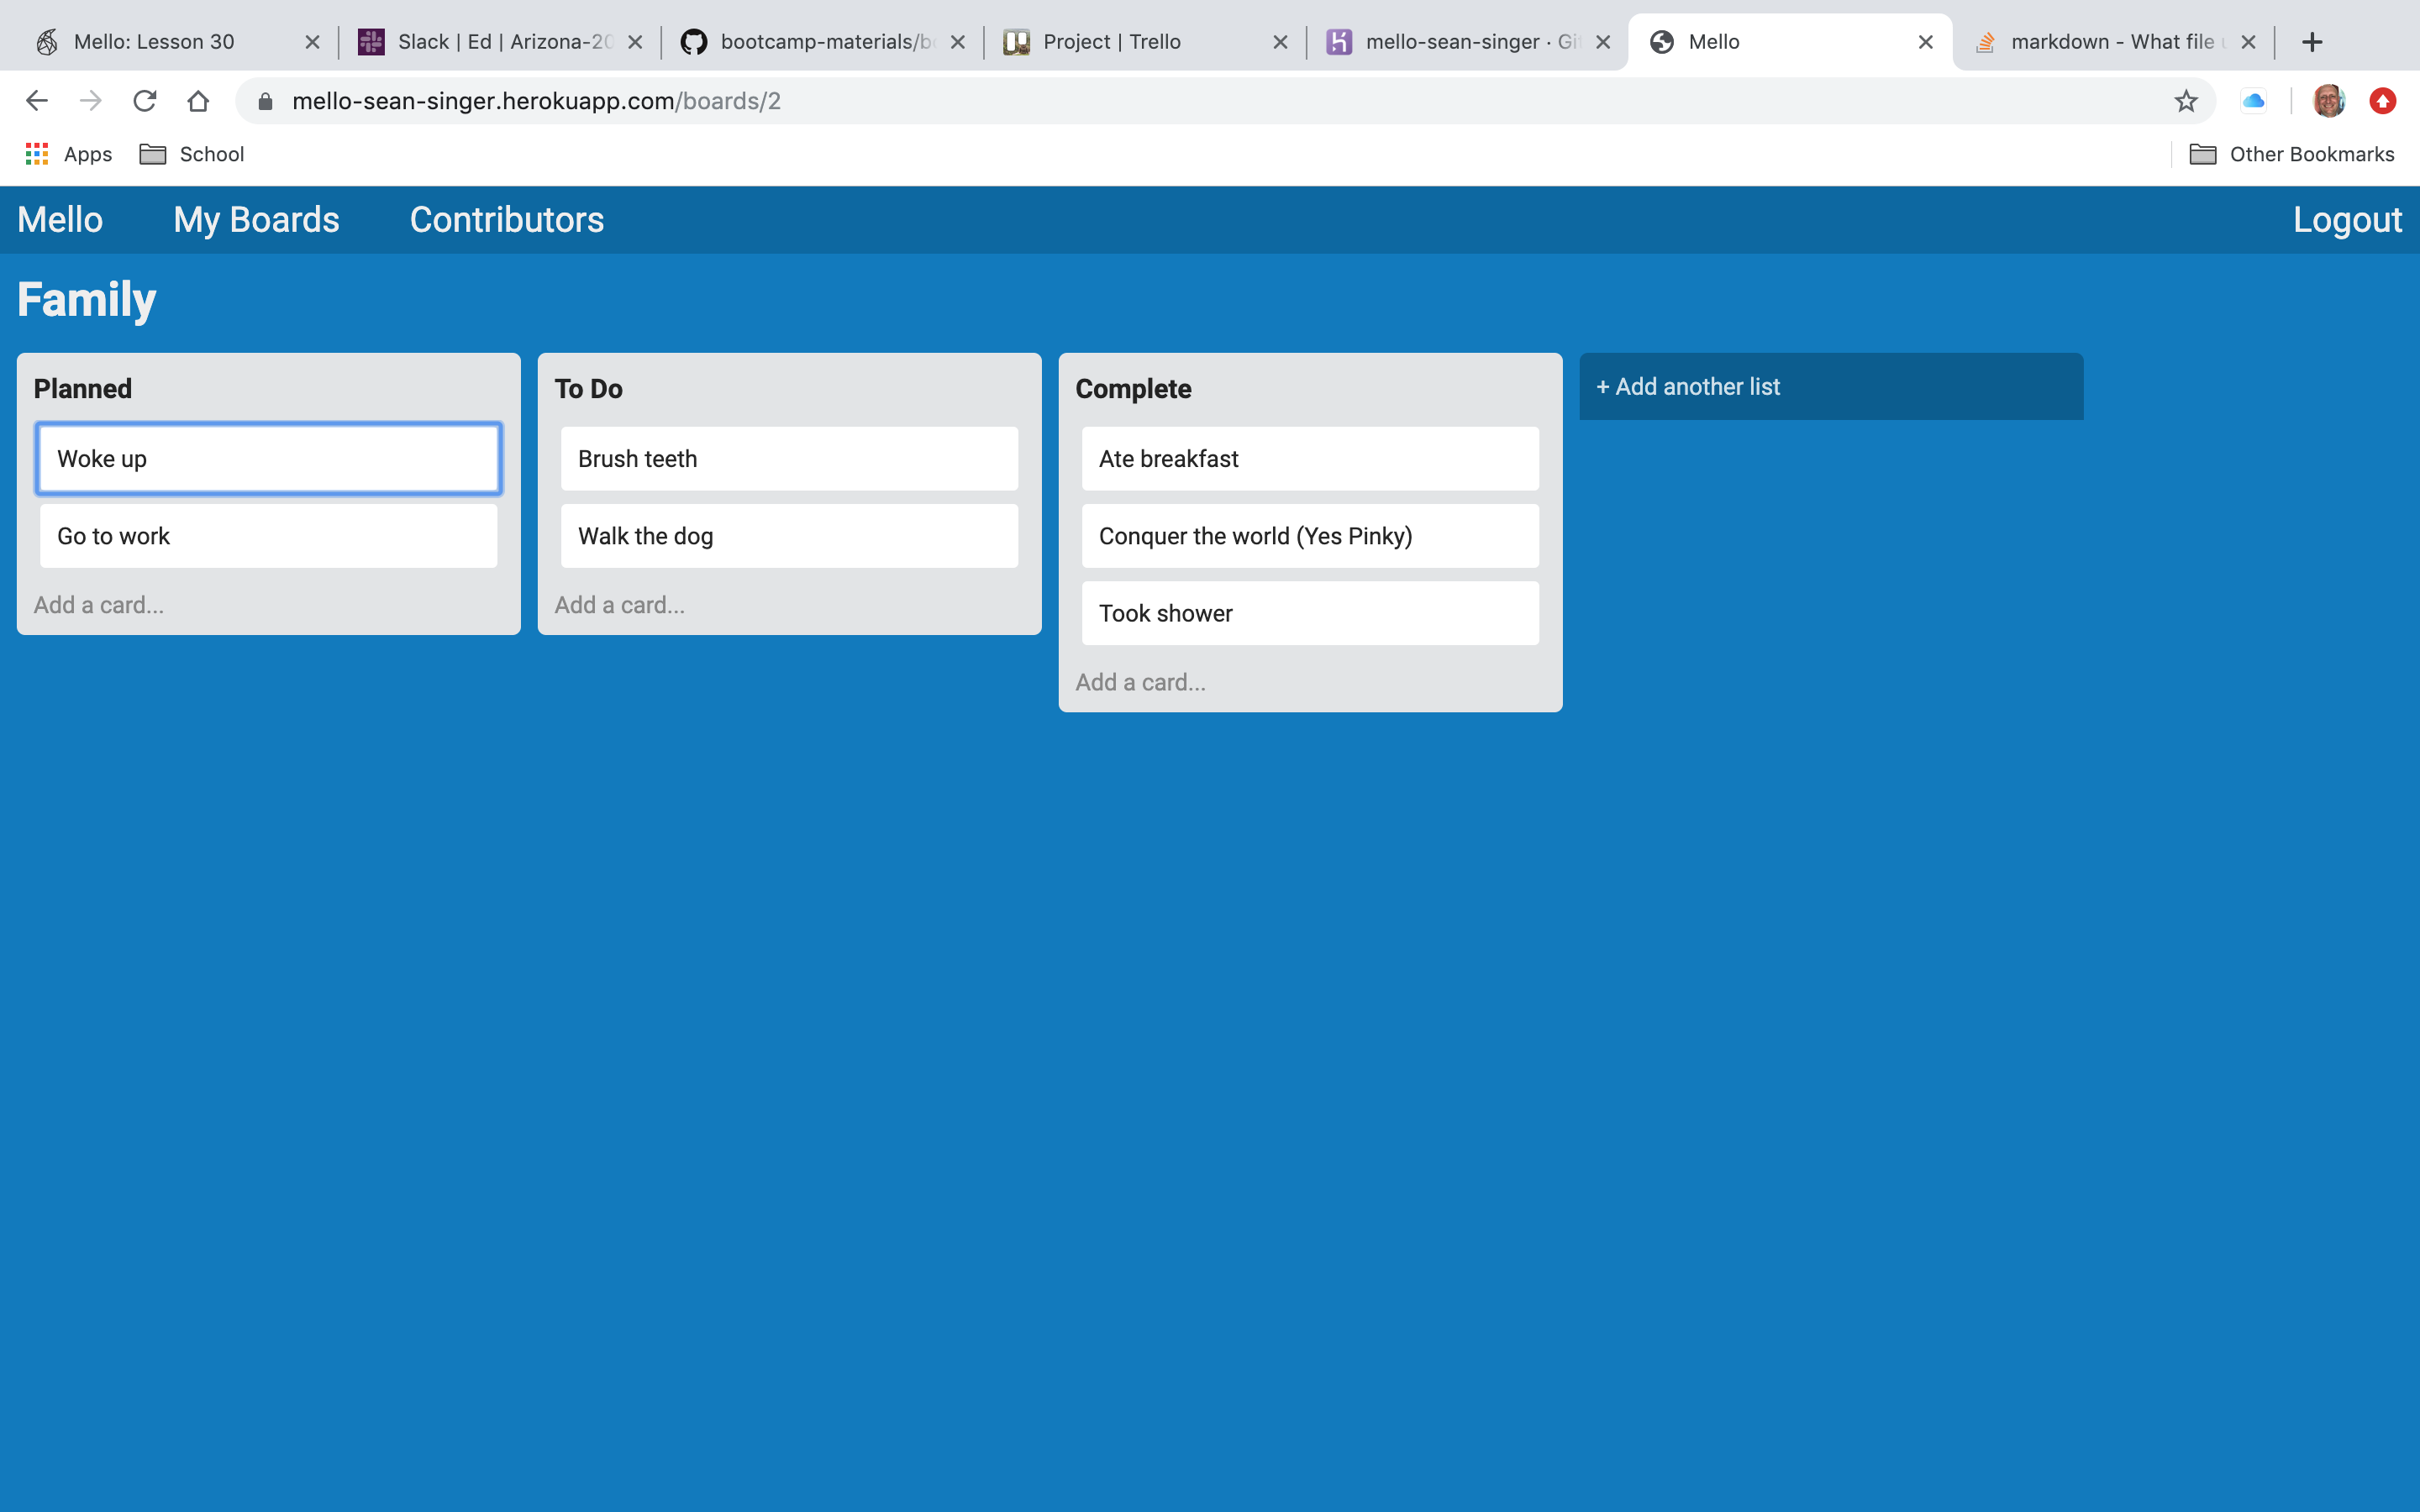 Mello: Lesson 30
Slack | Ed | Arizona-20
bootcamp-materials/b
Project | Trello
mello-sean-singer · Gi
Mello
markdown - What file
mello-sean-singer.herokuapp.com/boards/2
Apps
School
Other Bookmarks
Mello
My Boards
Contributors
Logout
Family
Planned
Woke up
Go to work
Add a card...
To Do
Brush teeth
Walk the dog
Add a card...
Complete
Ate breakfast
Conquer the world (Yes Pinky)
Took shower
Add a card...
+ Add another list